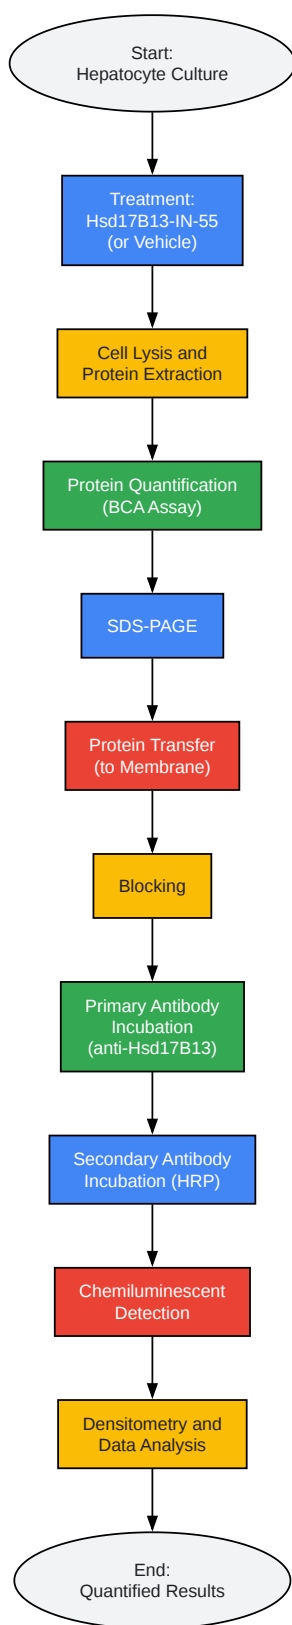 Start:
Hepatocyte Culture
Treatment:
Hsd17B13-IN-55
(or Vehicle)
Cell Lysis and
Protein Extraction
Protein Quantification
(BCA Assay)
SDS-PAGE
Protein Transfer
(to Membrane)
Blocking
Primary Antibody
Incubation
(anti-Hsd17B13)
Secondary Antibody
Incubation (HRP)
Chemiluminescent
Detection
Densitometry and
Data Analysis
End:
Quantified Results